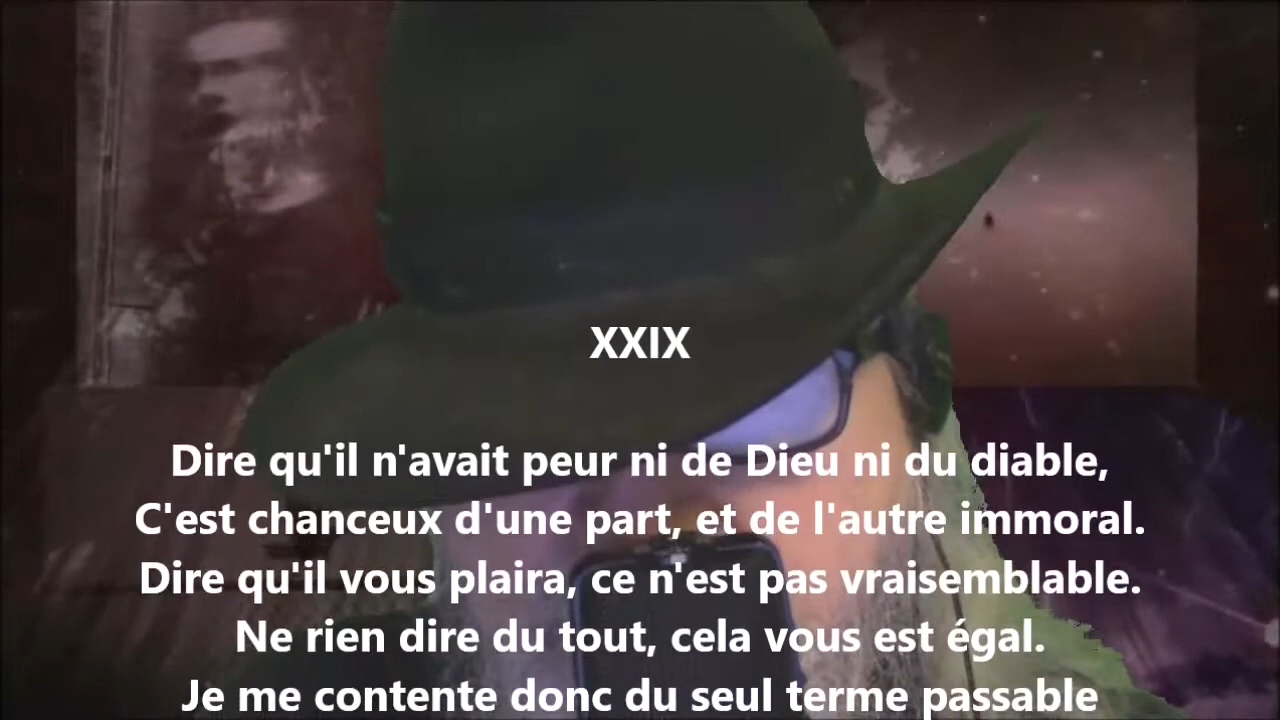 XXIX
Dire qu'il n'avait peur ni de Dieu ni du diable,
C'est chanceux d'une part, et de l'autre immoral.
Dire qu'il vous plaira, ce n'est pas vraisemblable.
Ne rien dire du tout, cela vous est égal.
Je me contente donc du seul terme passable